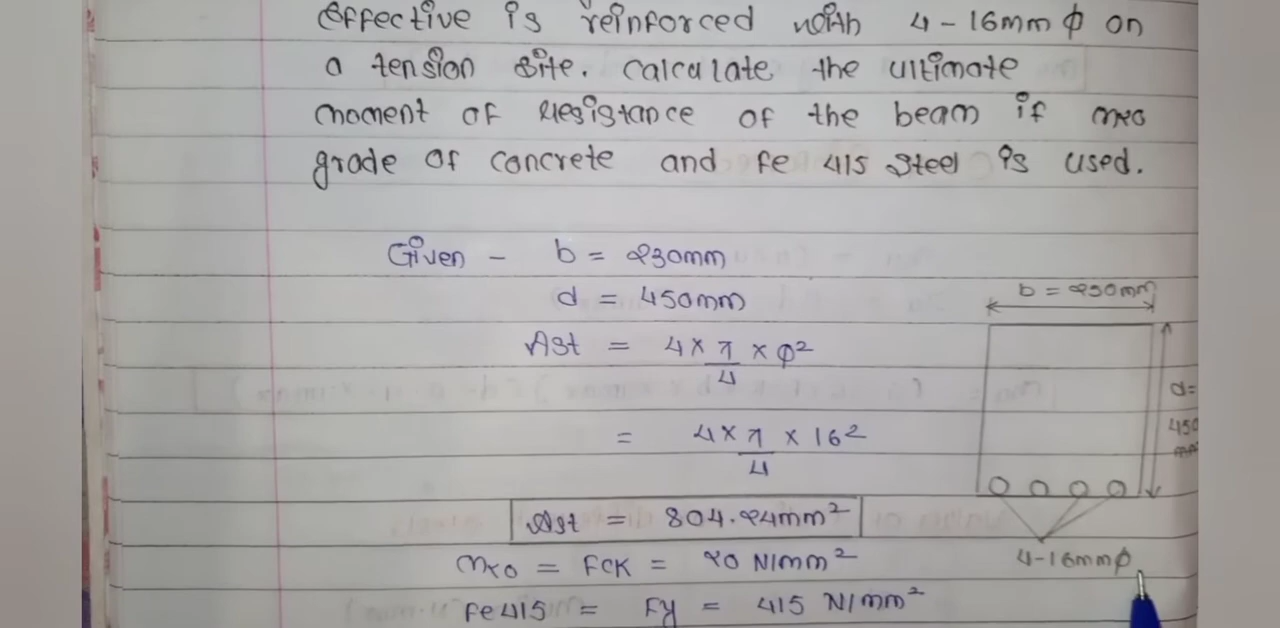 effective is reinforced with 4-16mm ϕ on
a tension site. calculate the ultimate
moment of resistance of the beam if M20
grade of concrete and fe 415 steel is used.
Given - b = 230mm
d = 450mm
b = 230mm
Ast = 4 × π/4 × ϕ²
d=
450
mm
= 4 × π/4 × 16²
Ast = 804.24mm²
4-16mmϕ
M20 = FCK = 20 N/mm²
Fe415 = Fy = 415 N/mm²